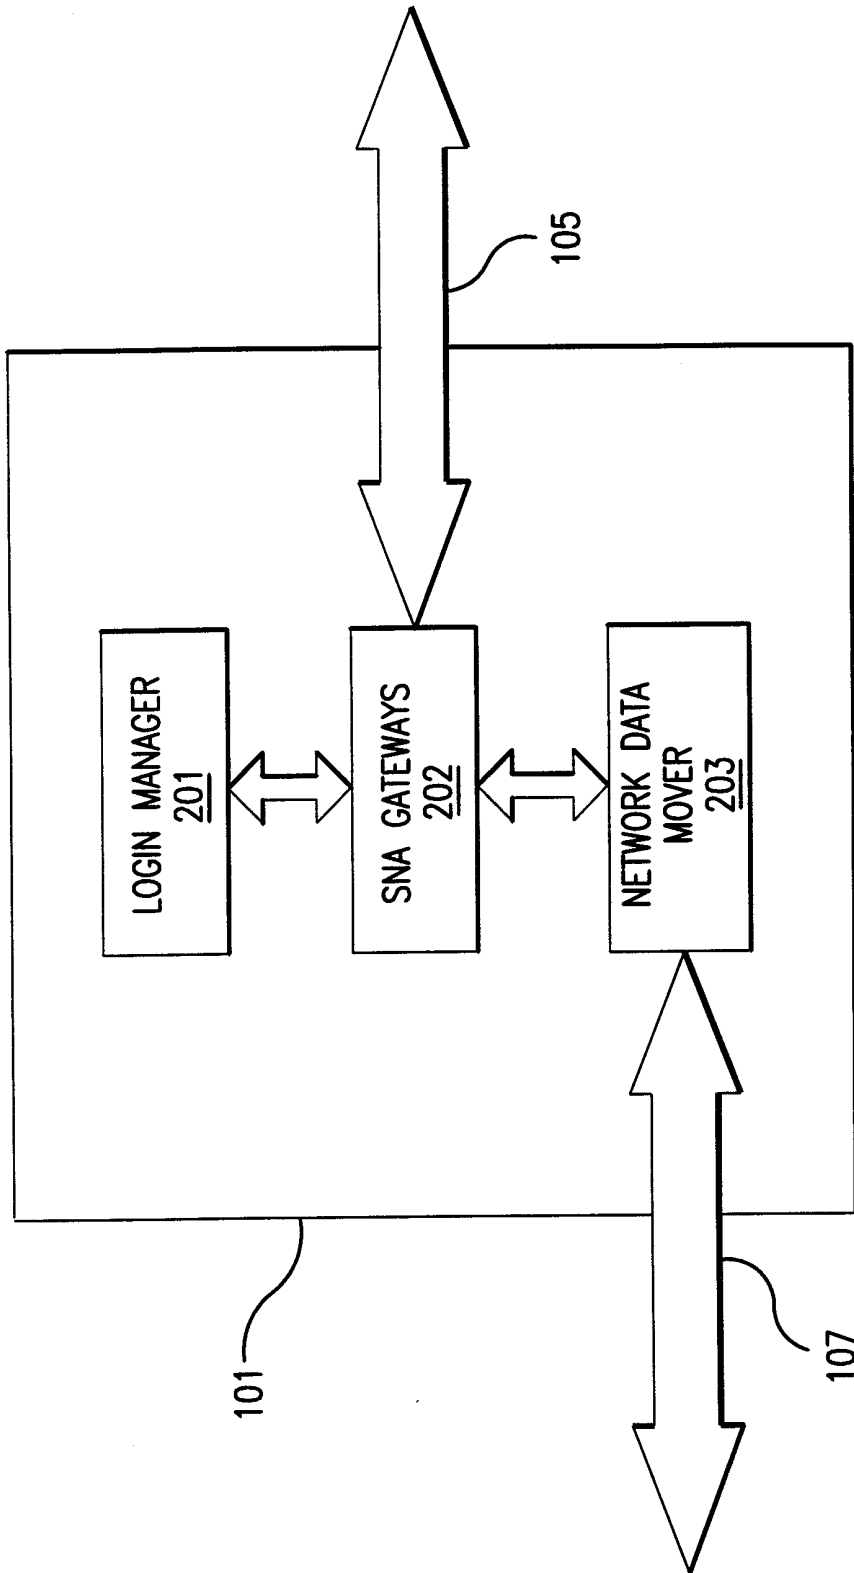 LOGIN MANAGER
201
SNA GATEWAYS
202
NETWORK DATA
MOVER
203
101
105
107